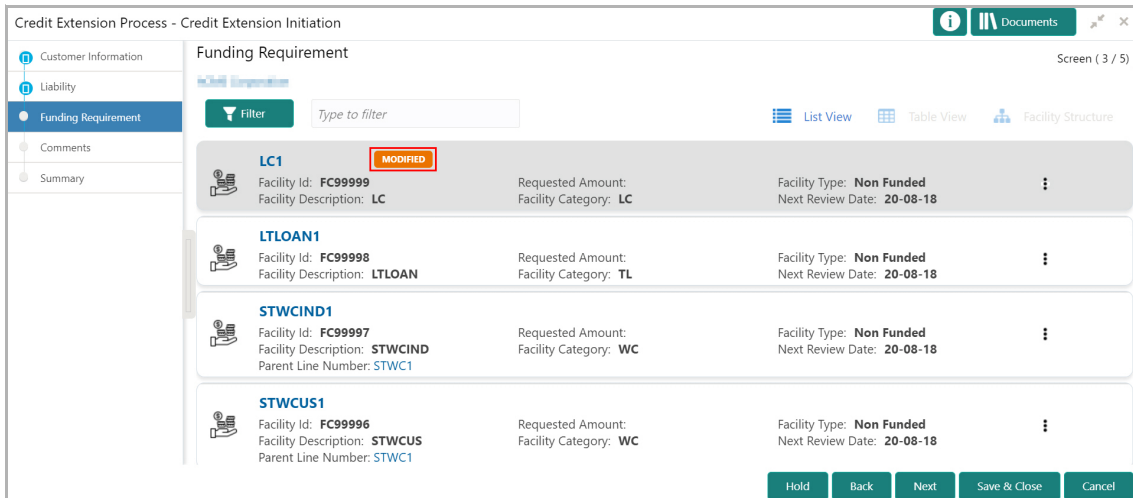 Credit Extension Process - Credit Extension Initiation
i Documents
Customer Information
Liability
Funding Requirement
Comments
Summary
Funding Requirement
Screen ( 3 / 5)
Filter Type to filter List View Table View Facility Structure
LC1 MODIFIED
Facility Id: FC99999 Requested Amount: Facility Type: Non Funded
Facility Description: LC Facility Category: LC Next Review Date: 20-08-18
LTLOAN1
Facility Id: FC99998 Requested Amount: Facility Type: Non Funded
Facility Description: LTLOAN Facility Category: TL Next Review Date: 20-08-18
STWCIND1
Facility Id: FC99997 Requested Amount: Facility Type: Non Funded
Facility Description: STWCIND Facility Category: WC Next Review Date: 20-08-18
Parent Line Number: STWC1
STWCUS1
Facility Id: FC99996 Requested Amount: Facility Type: Non Funded
Facility Description: STWCUS Facility Category: WC Next Review Date: 20-08-18
Parent Line Number: STWC1
Hold Back Next Save & Close Cancel